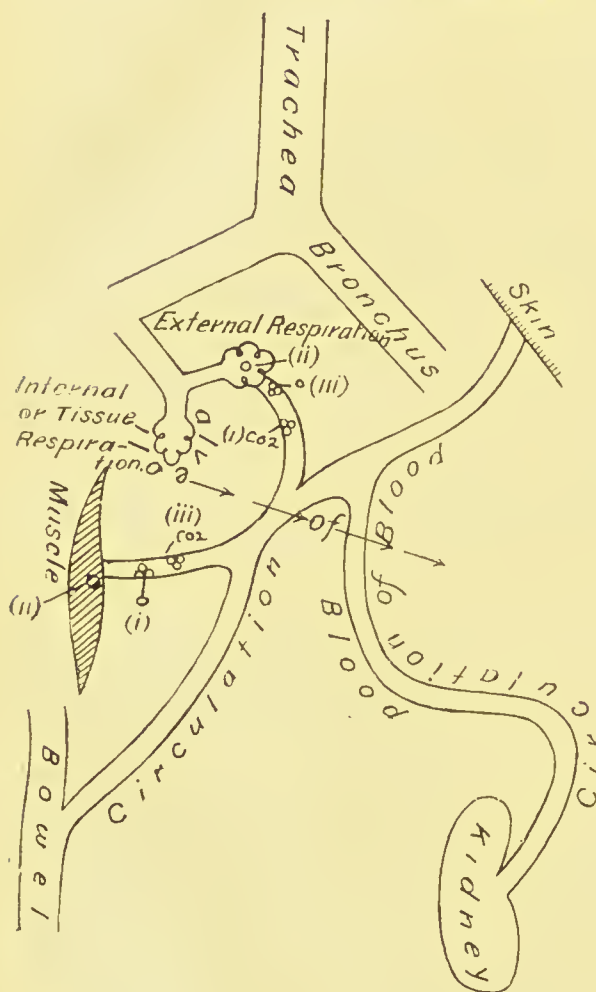 Trachea
Bronchus
Skin
External Respiration
(ii)
(iii) o
(i) CO2
Internal
or Tissue
Respira-
tion.
alveo
Muscle
(iii)
CO2
(ii)
(i)
o
Circulation
Of
Blood
Circulation of Blood
Bowel
Kidney